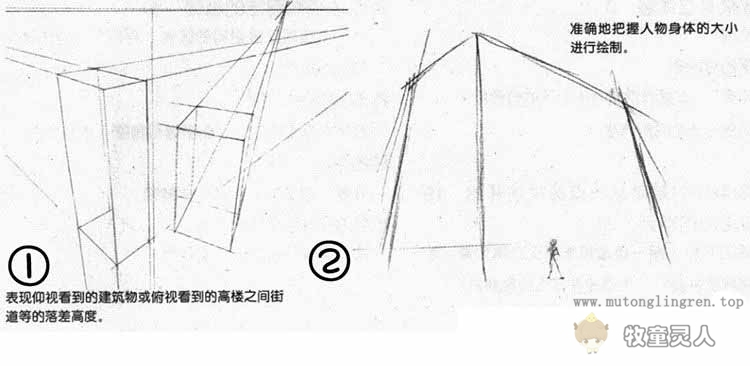 准确地把握人物身体的大小
进行绘制。
①
②
表现仰视看到的建筑物或俯视看到的高楼之间街
道等的落差高度。
www.mutonglingren.top
牧童灵人